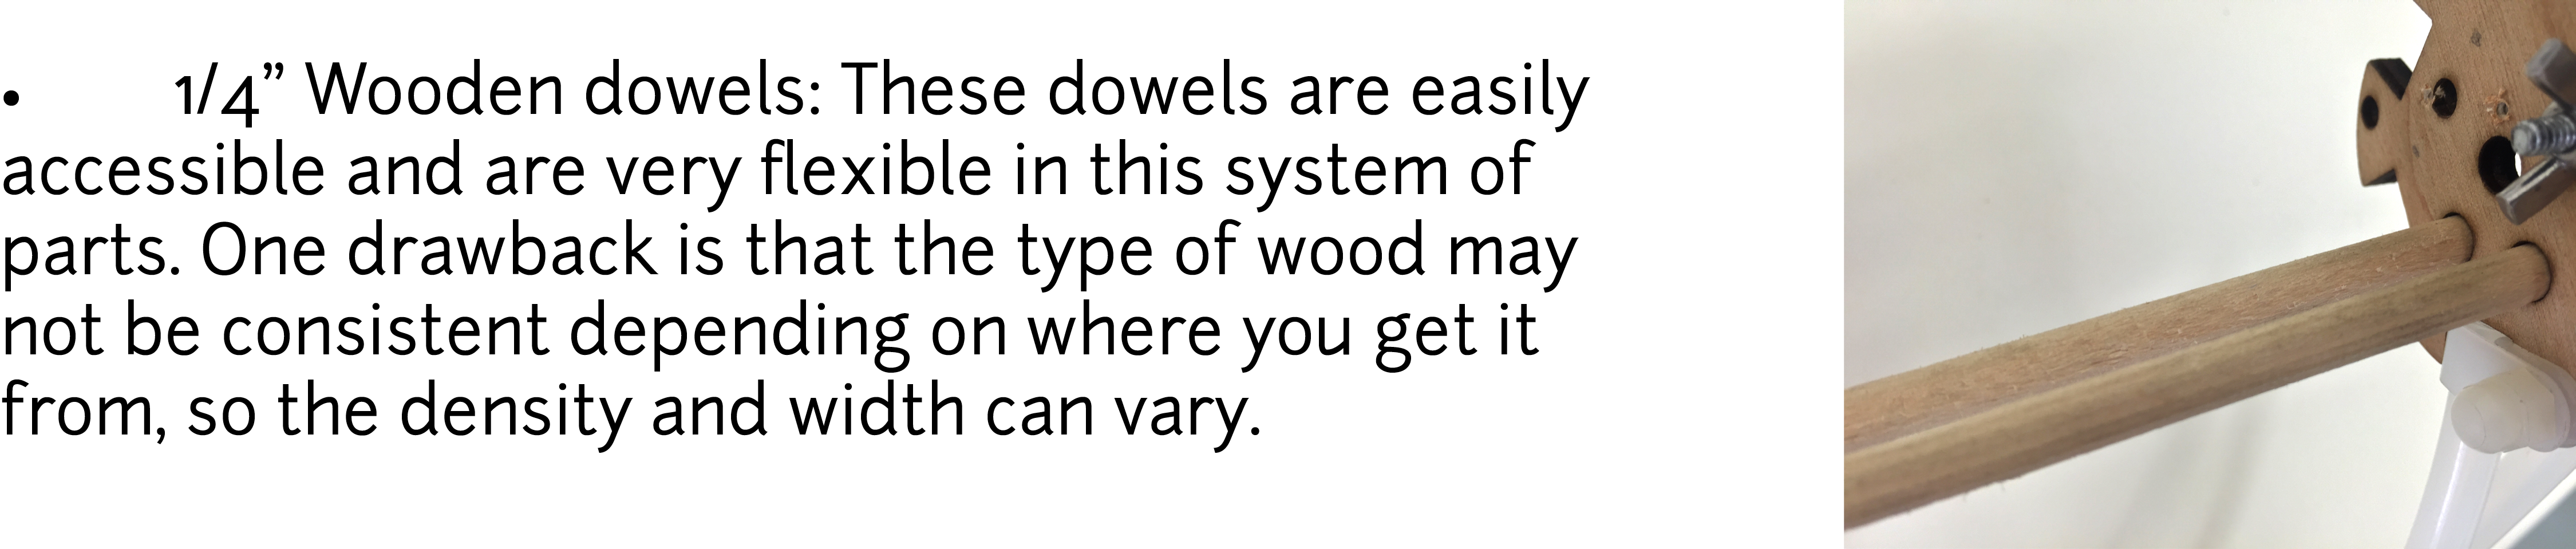 • 1/4” Wooden dowels: These dowels are easily
accessible and are very flexible in this system of
parts. One drawback is that the type of wood may
not be consistent depending on where you get it
from, so the density and width can vary.